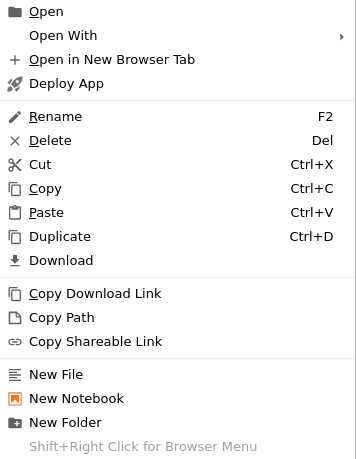 Open
Open With
Open in New Browser Tab
Deploy App
Rename F2
Delete Del
Cut Ctrl+X
Copy Ctrl+C
Paste Ctrl+V
Duplicate Ctrl+D
Download
Copy Download Link
Copy Path
Copy Shareable Link
New File
New Notebook
New Folder
Shift+Right Click for Browser Menu